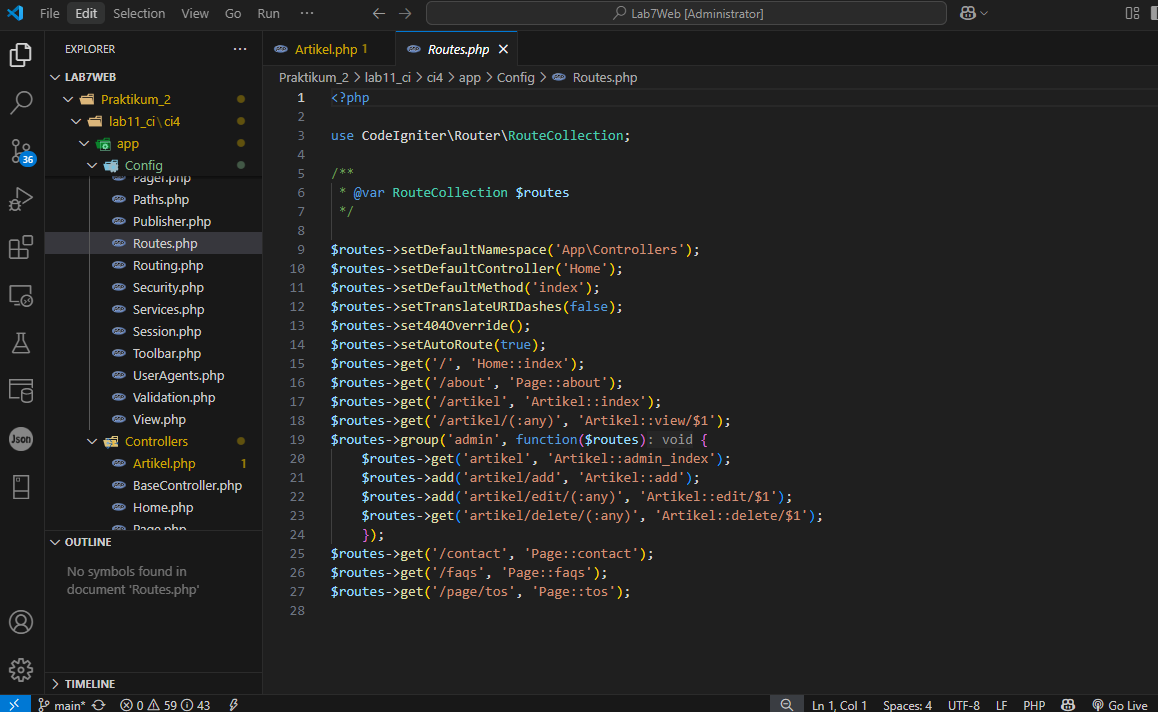 File Edit Selection View Go Run ··· Lab7Web [Administrator]
EXPLORER ···
LAB7WEB
Praktikum_2
lab11_ci\ci4
app
Config
Pager.php
Paths.php
Publisher.php
Routes.php
Routing.php
Security.php
Services.php
Session.php
Toolbar.php
UserAgents.php
Validation.php
View.php
Controllers
Artikel.php 1
BaseController.php
Home.php
Page.php
OUTLINE
No symbols found in
document 'Routes.php'
TIMELINE
36
Json
Artikel.php 1 Routes.php
Praktikum_2 > lab11_ci > ci4 > app > Config > Routes.php
1 <?php
2
3 use CodeIgniter\Router\RouteCollection;
4
5 /**
6 * @var RouteCollection $routes
7 */
8
9 $routes->setDefaultNamespace('App\Controllers');
10 $routes->setDefaultController('Home');
11 $routes->setDefaultMethod('index');
12 $routes->setTranslateURIDashes(false);
13 $routes->set404Override();
14 $routes->setAutoRoute(true);
15 $routes->get('/', 'Home::index');
16 $routes->get('/about', 'Page::about');
17 $routes->get('/artikel', 'Artikel::index');
18 $routes->get('/artikel/(:any)', 'Artikel::view/$1');
19 $routes->group('admin', function($routes): void {
20 $routes->get('artikel', 'Artikel::admin_index');
21 $routes->add('artikel/add', 'Artikel::add');
22 $routes->add('artikel/edit/(:any)', 'Artikel::edit/$1');
23 $routes->get('artikel/delete/(:any)', 'Artikel::delete/$1');
24 });
25 $routes->get('/contact', 'Page::contact');
26 $routes->get('/faqs', 'Page::faqs');
27 $routes->get('/page/tos', 'Page::tos');
28
main* 0 59 43 Ln 1, Col 1 Spaces: 4 UTF-8 LF PHP Go Live